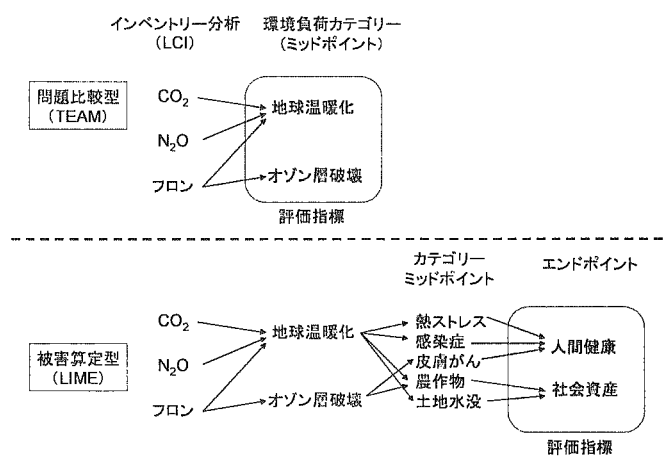 インベントリー分析
（LCI）
環境負荷カテゴリー
（ミッドポイント）
問題比較型
（TEAM）
CO2
N2O
フロン
地球温暖化
オゾン層破壊
評価指標
カテゴリー
ミッドポイント
エンドポイント
被害算定型
（LIME）
CO2
N2O
フロン
地球温暖化
オゾン層破壊
熱ストレス
感染症
皮膚がん
農作物
土地水没
人間健康
社会資産
評価指標